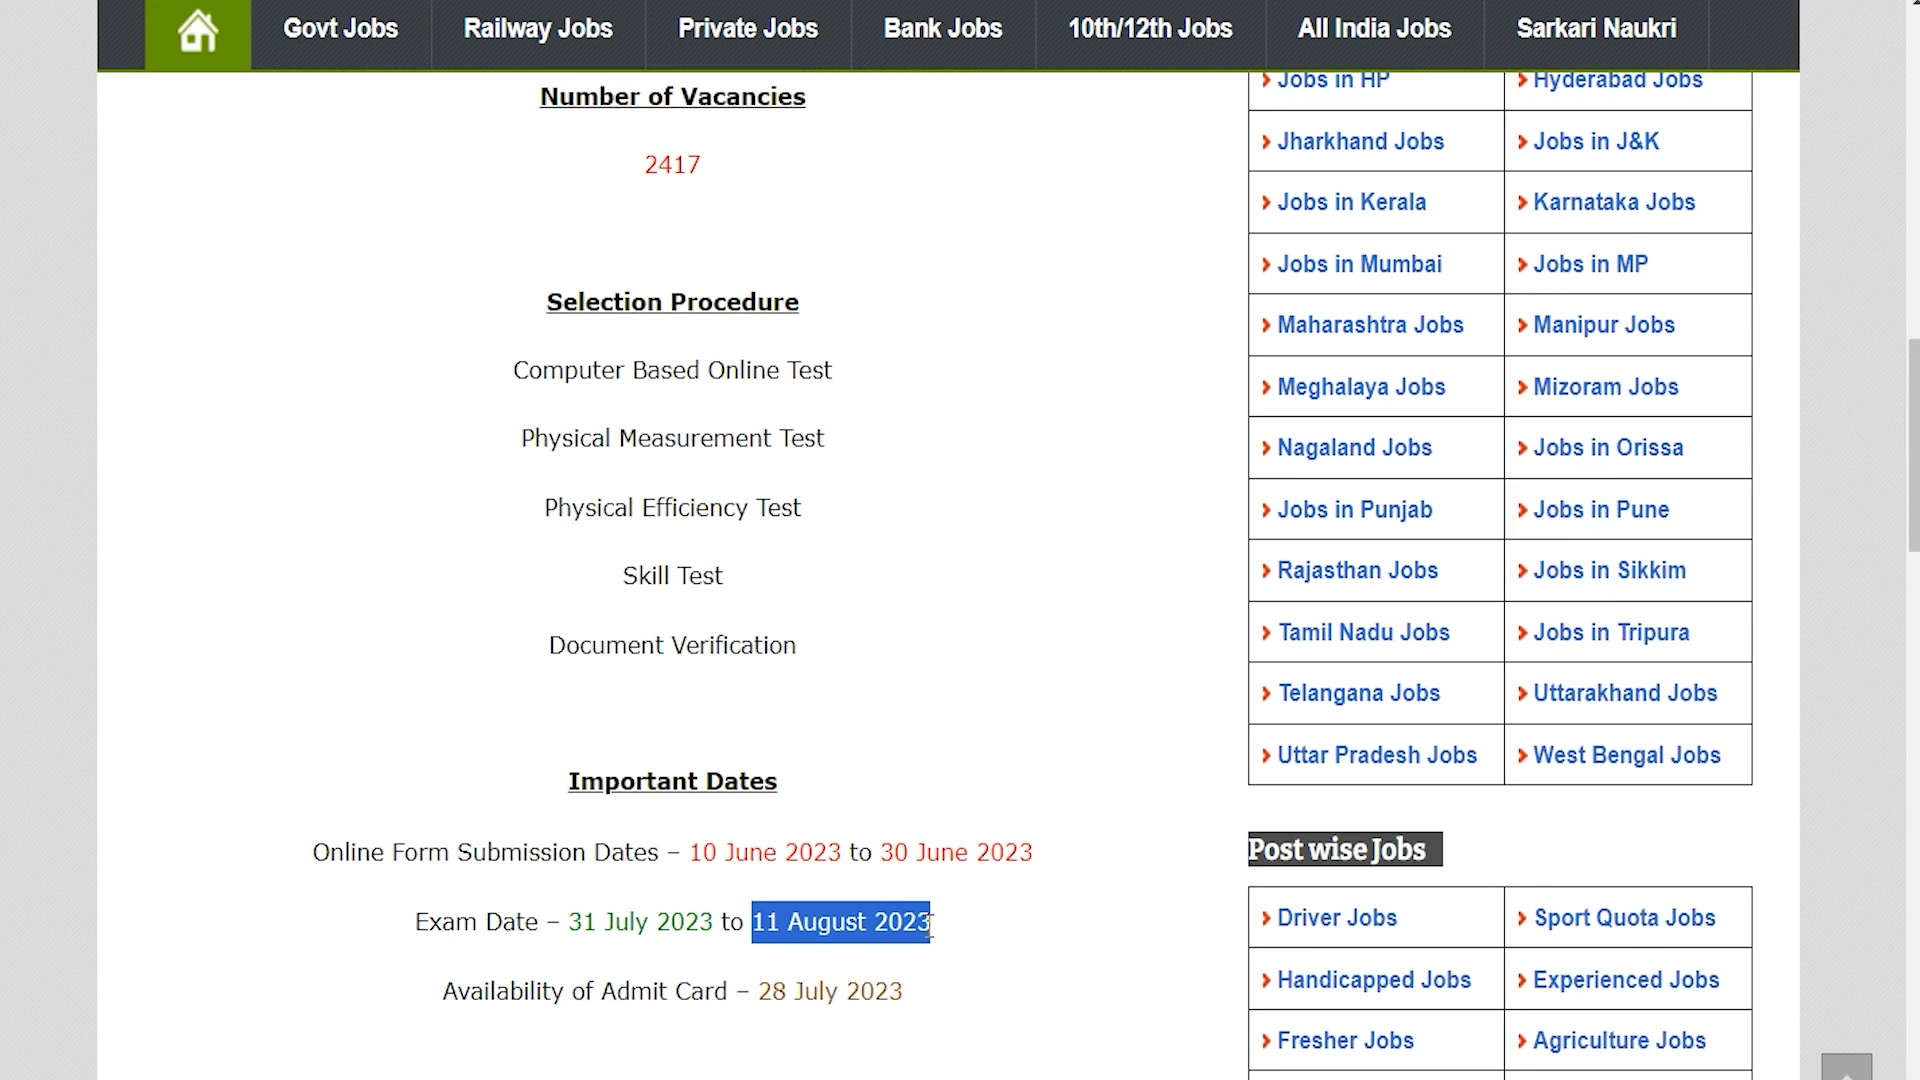 Govt Jobs Railway Jobs Private Jobs Bank Jobs 10th/12th Jobs All India Jobs Sarkari Naukri
Number of Vacancies
2417
Selection Procedure
Computer Based Online Test
Physical Measurement Test
Physical Efficiency Test
Skill Test
Document Verification
Important Dates
Online Form Submission Dates – 10 June 2023 to 30 June 2023
Exam Date – 31 July 2023 to 11 August 2023
Availability of Admit Card – 28 July 2023
Jobs in HP Hyderabad Jobs
Jharkhand Jobs Jobs in J&K
Jobs in Kerala Karnataka Jobs
Jobs in Mumbai Jobs in MP
Maharashtra Jobs Manipur Jobs
Meghalaya Jobs Mizoram Jobs
Nagaland Jobs Jobs in Orissa
Jobs in Punjab Jobs in Pune
Rajasthan Jobs Jobs in Sikkim
Tamil Nadu Jobs Jobs in Tripura
Telangana Jobs Uttarakhand Jobs
Uttar Pradesh Jobs West Bengal Jobs
Post wise Jobs
Driver Jobs Sport Quota Jobs
Handicapped Jobs Experienced Jobs
Fresher Jobs Agriculture Jobs